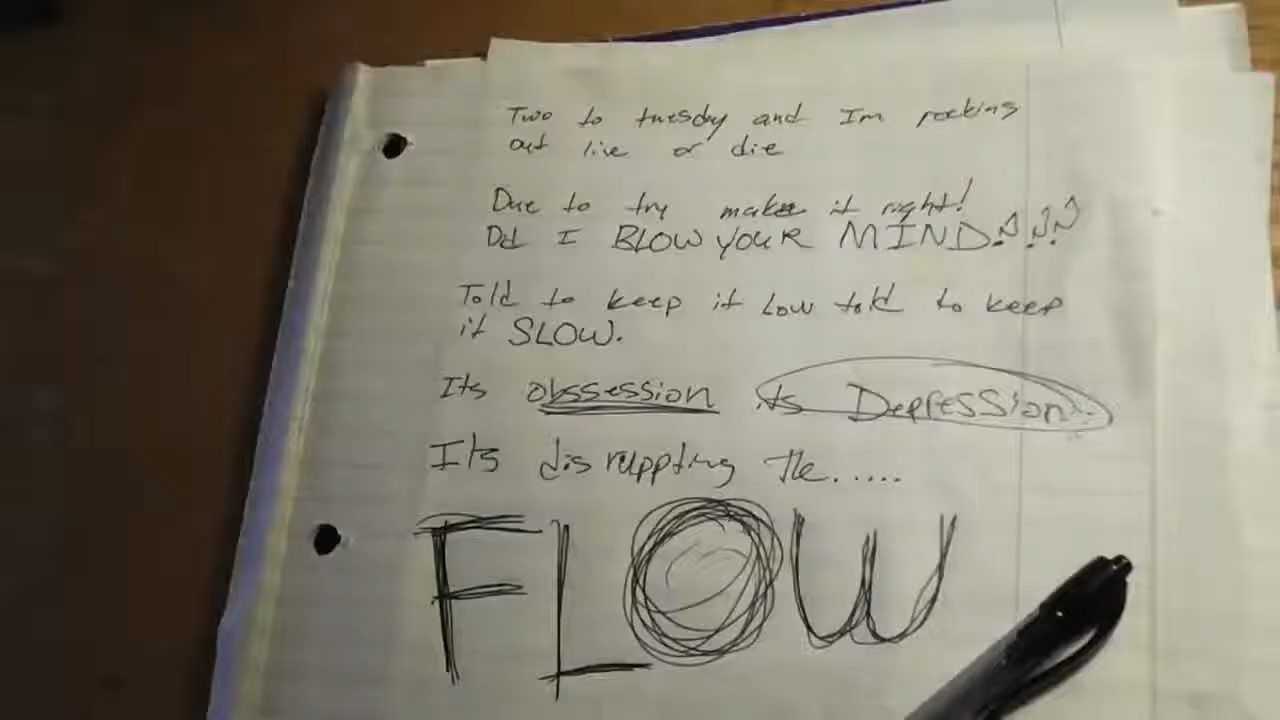 Two to tuesday and Im rocking
out live or die
Due to try make it right!
Did I BLOW YOUR MIND???
Told to keep it Low told to keep
it SLOW.
Its obssession its Depression..
Its disruppting the.....
FLOW